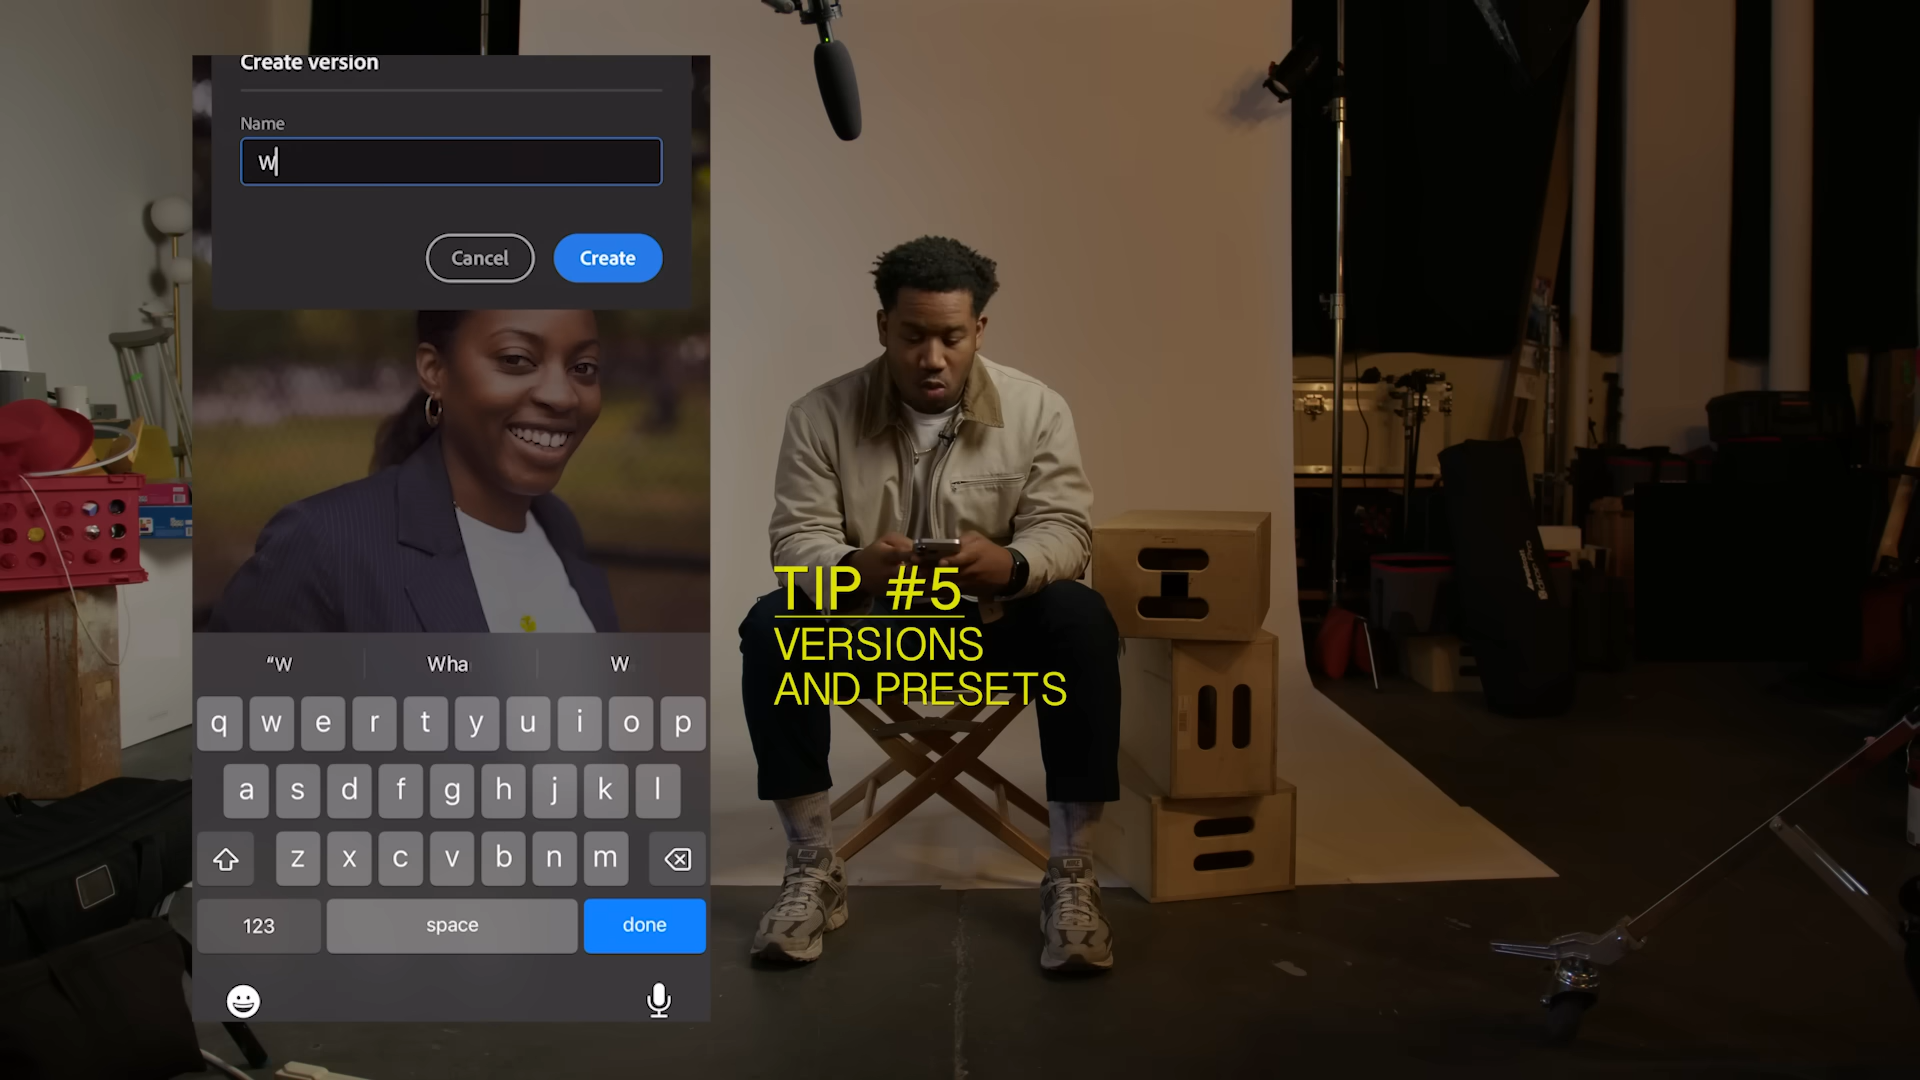 Create version
Name
W
Cancel
Create
"W
Wha
W
q w e r t y u i o p
a s d f g h j k l
z x c v b n m
123
space
done
TIP #5
VERSIONS
AND PRESETS